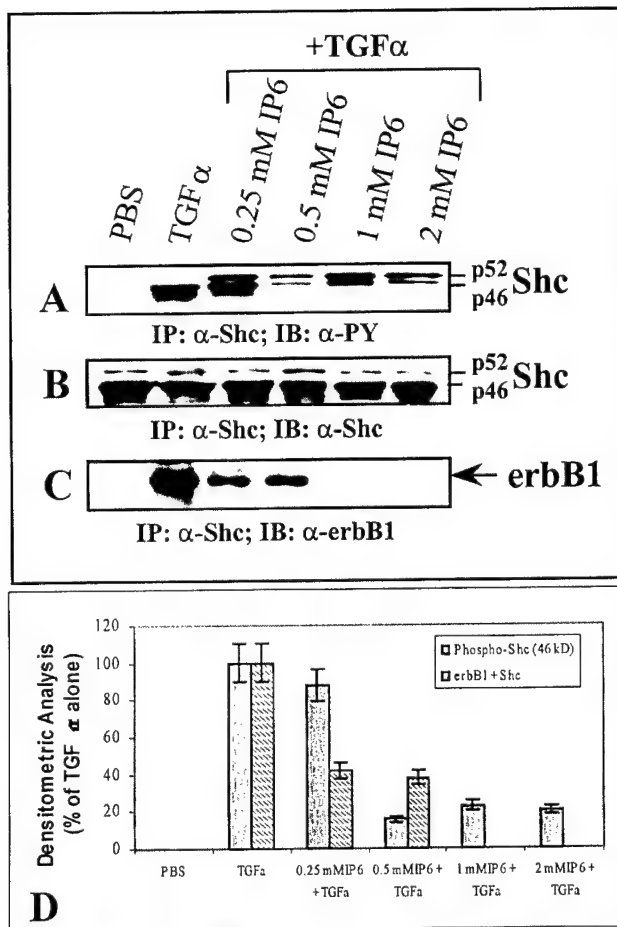 +TGFα
PBS
TGFα
0.25 mM IP6
0.5 mM IP6
1 mM IP6
2 mM IP6
A
p52
p46
Shc
IP: α-Shc; IB: α-PY
B
p52
p46
Shc
IP: α-Shc; IB: α-Shc
C
erbB1
IP: α-Shc; IB: α-erbB1
Densitometric Analysis
(% of TGF α alone)
120
100
80
60
40
20
0
Phospho-Shc (46 kD)
erbB1+Shc
PBS
TGFa
0.25 mMIP6
+TGFa
0.5 mMIP6+
TGFa
1 mMIP6+
TGFa
2 mMIP6+
TGFa
D